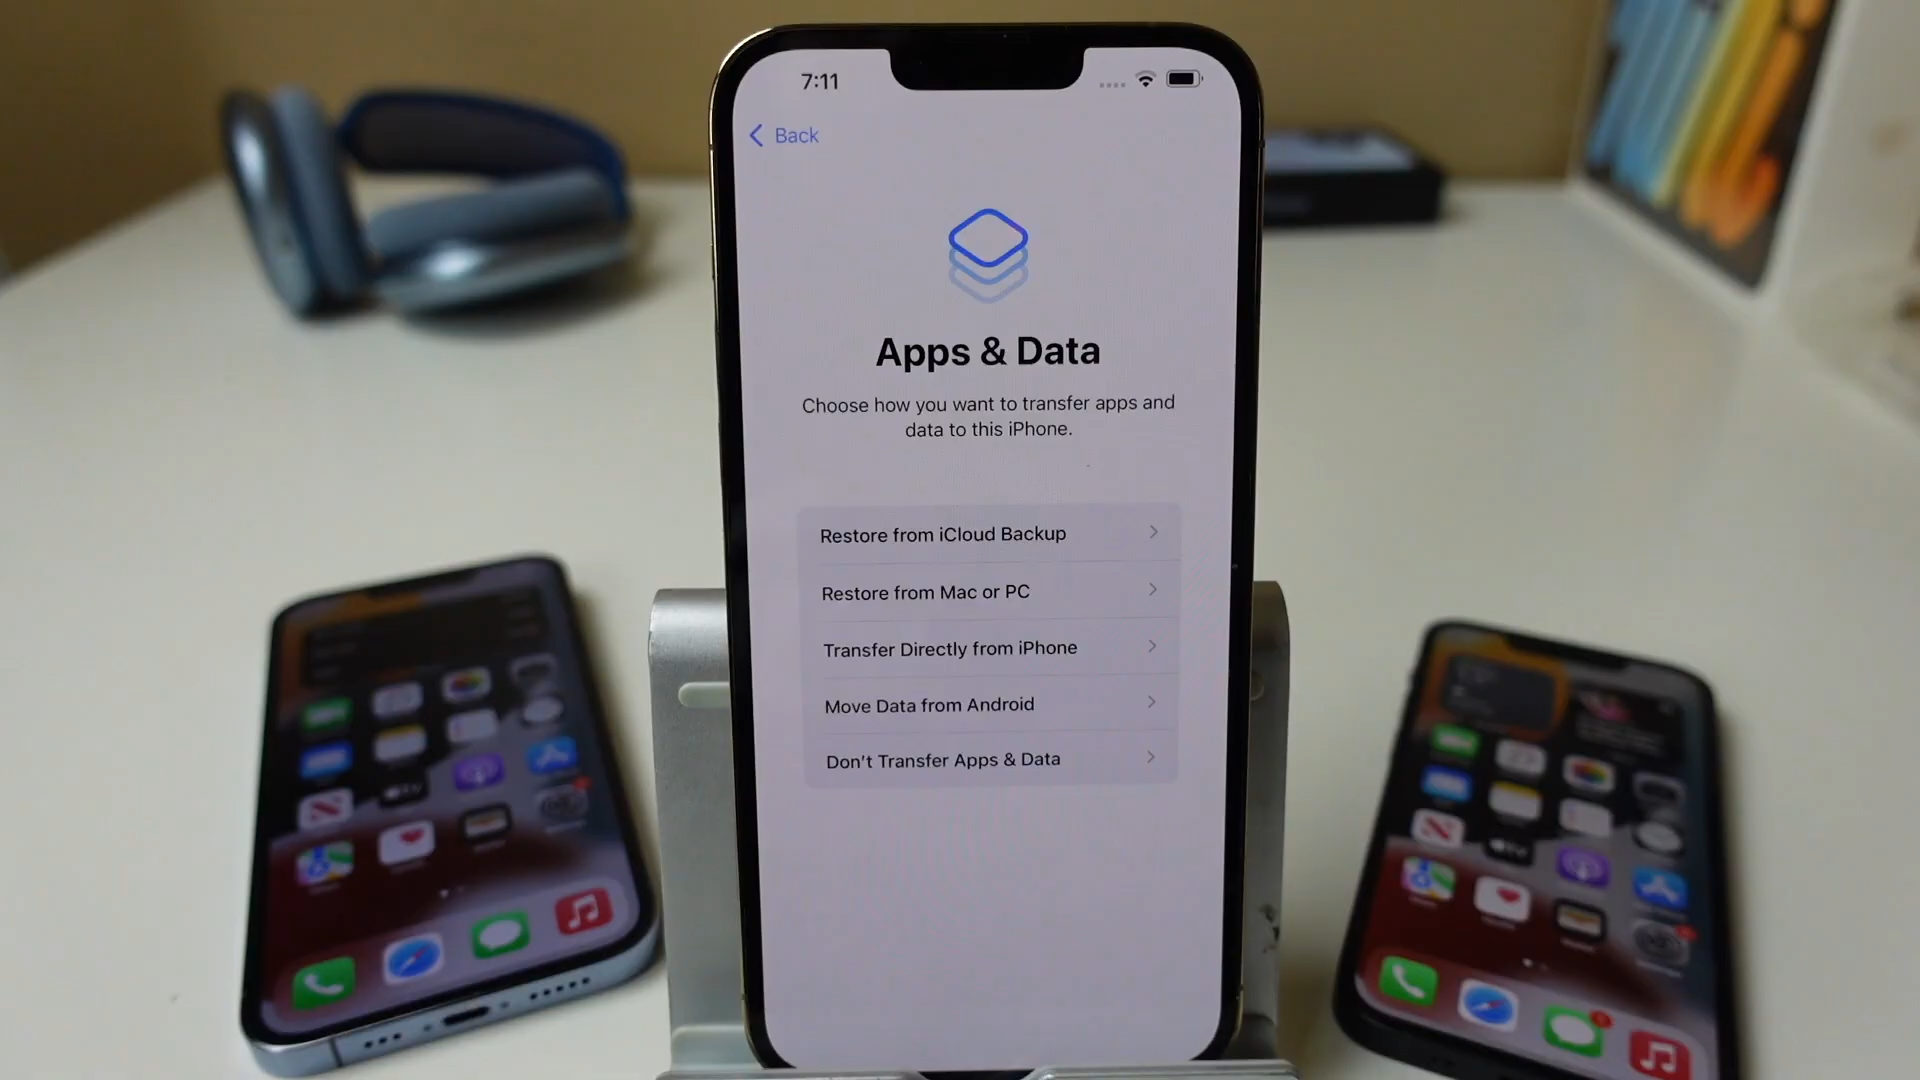 7:11
Back
Apps & Data
Choose how you want to transfer apps and
data to this iPhone.
Restore from iCloud Backup
Restore from Mac or PC
Transfer Directly from iPhone
Move Data from Android
Don't Transfer Apps & Data